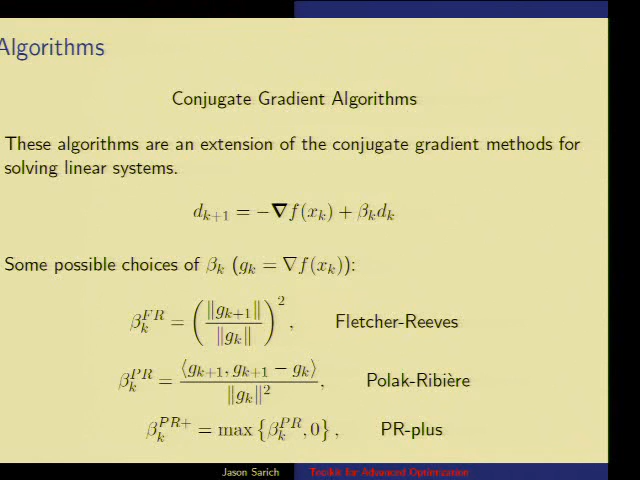 Algorithms
Conjugate Gradient Algorithms
These algorithms are an extension of the conjugate gradient methods for
solving linear systems.
d_{k+1} = −∇f(x_k) + β_k d_k
Some possible choices of β_k (g_k = ∇f(x_k)):
β_k^{FR} = (‖g_{k+1}‖ / ‖g_k‖)^2, Fletcher-Reeves
β_k^{PR} = ⟨g_{k+1}, g_{k+1} − g_k⟩ / ‖g_k‖^2, Polak-Ribière
β_k^{PR+} = max {β_k^{PR}, 0}, PR-plus
Jason Sarich Toolkit for Advanced Optimization